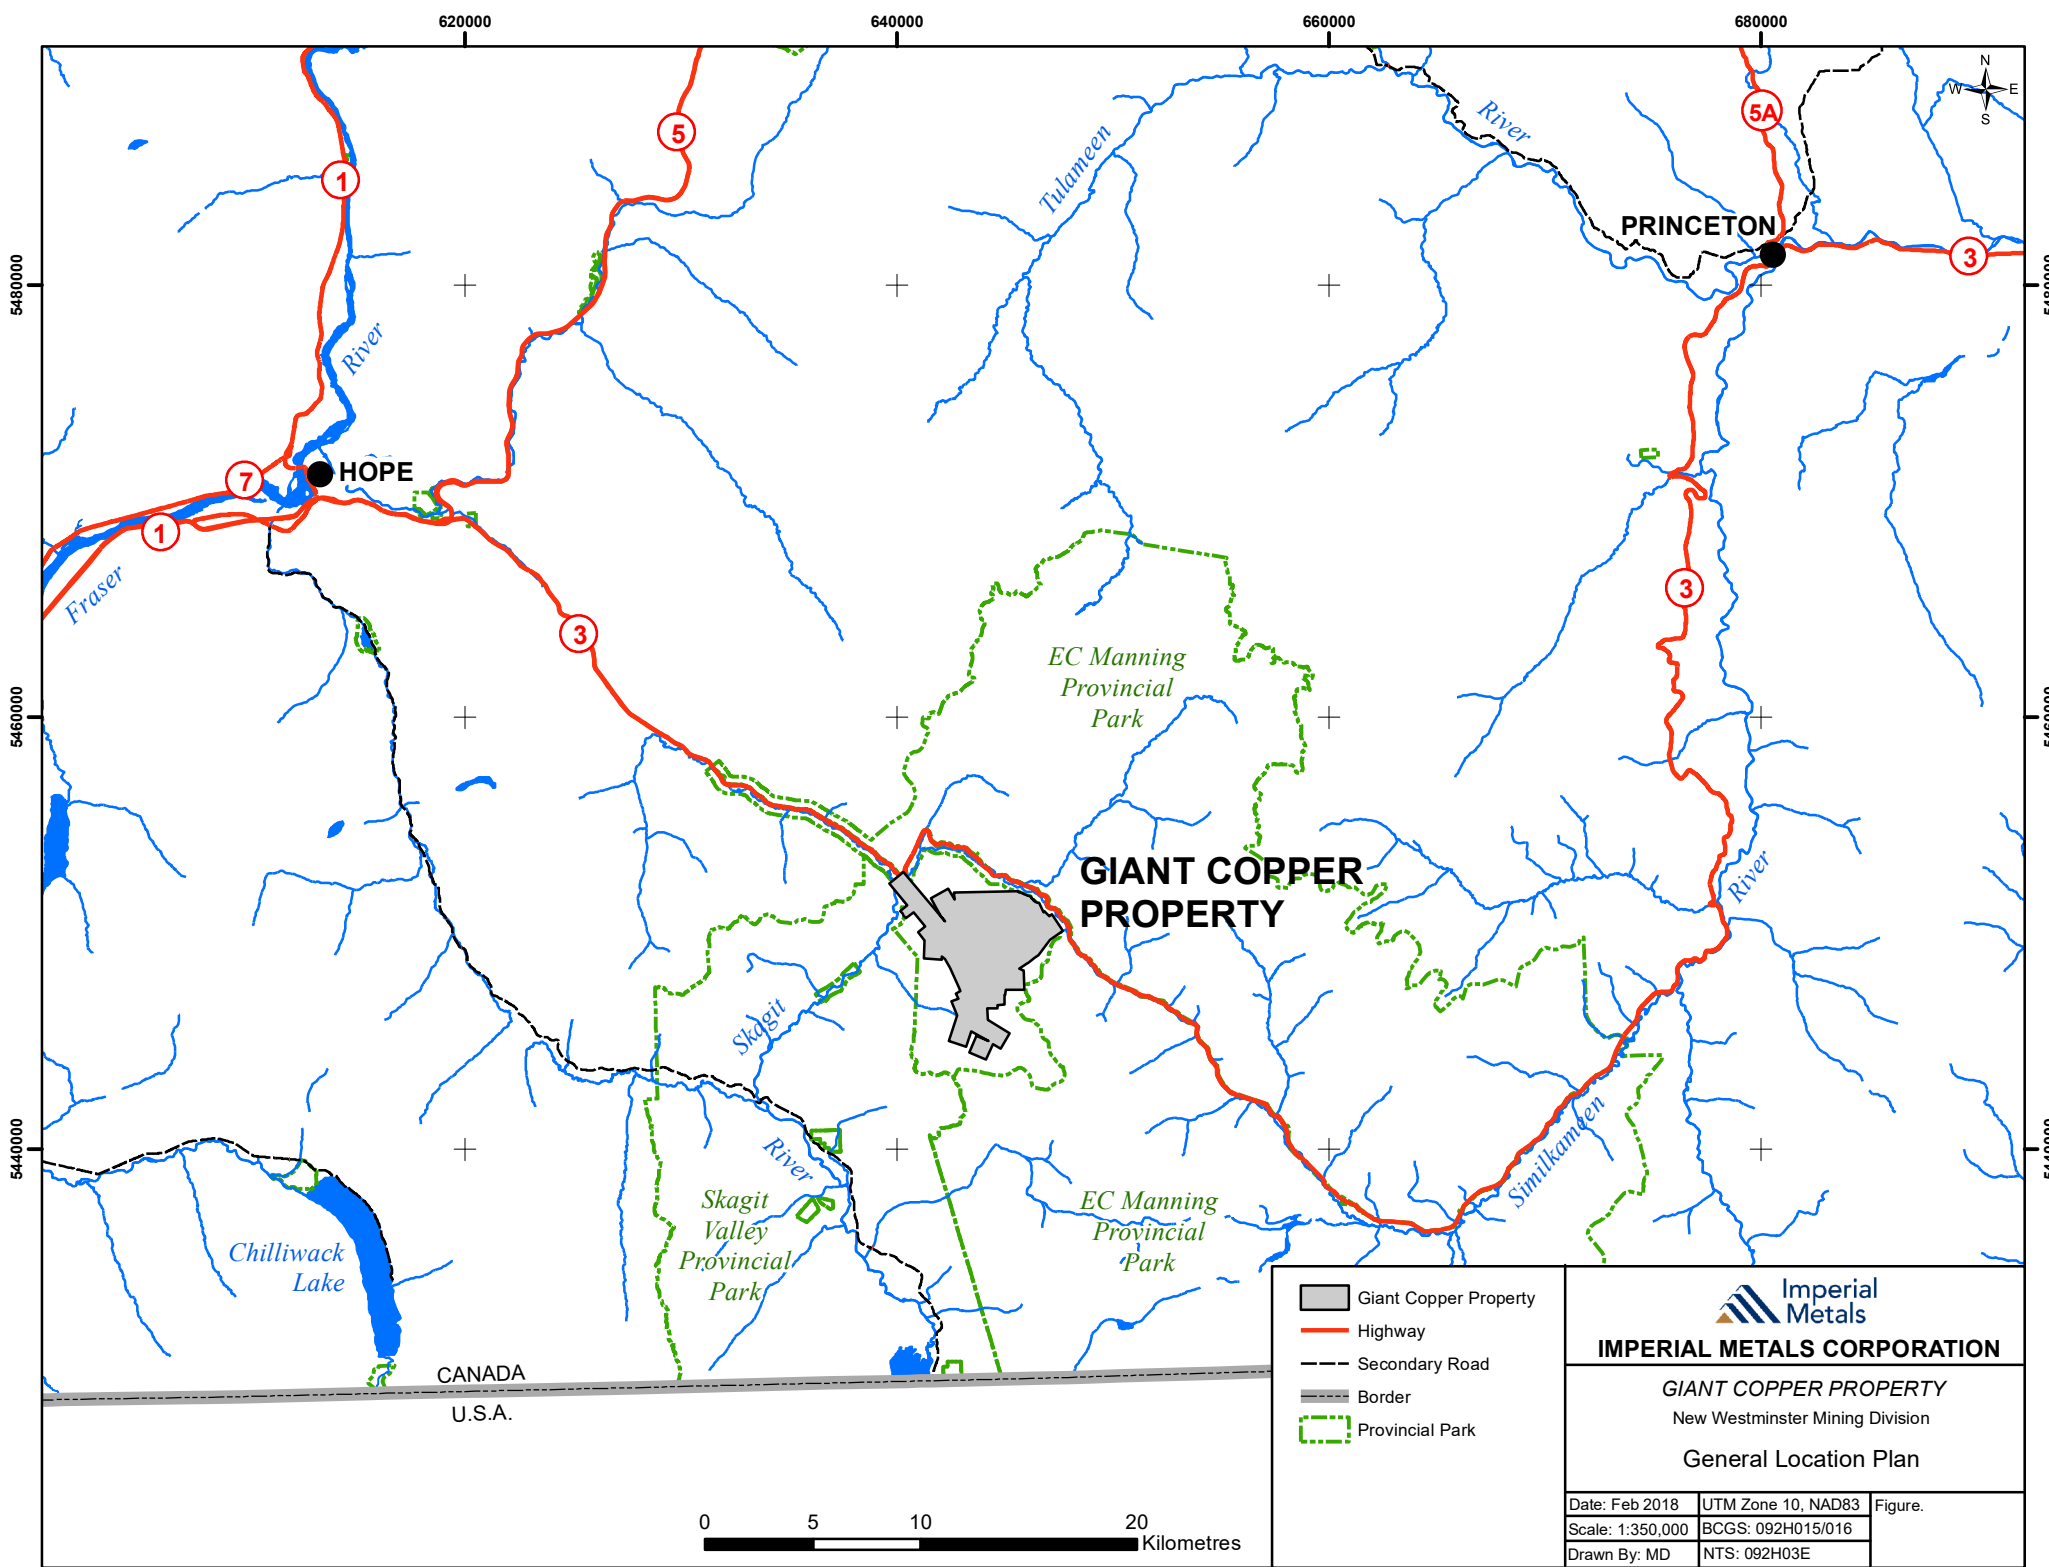 620000
640000
660000
680000
N
W
E
S
5
5A
1
River
Tulameen
PRINCETON
3
5480000
5480000
River
7
HOPE
1
Fraser
3
3
EC Manning
Provincial
Park
5460000
5460000
GIANT COPPER
PROPERTY
River
Skagit
River
Similkameen
5440000
5440000
Skagit
Valley
Provincial
Park
EC Manning
Provincial
Park
Chilliwack
Lake
CANADA
U.S.A.
0
5
10
20
Kilometres
Giant Copper Property
Highway
Secondary Road
Border
Provincial Park
Imperial
Metals
IMPERIAL METALS CORPORATION
GIANT COPPER PROPERTY
New Westminster Mining Division
General Location Plan
Date: Feb 2018
UTM Zone 10, NAD83
Figure.
Scale: 1:350,000
BCGS: 092H015/016
Drawn By: MD
NTS: 092H03E